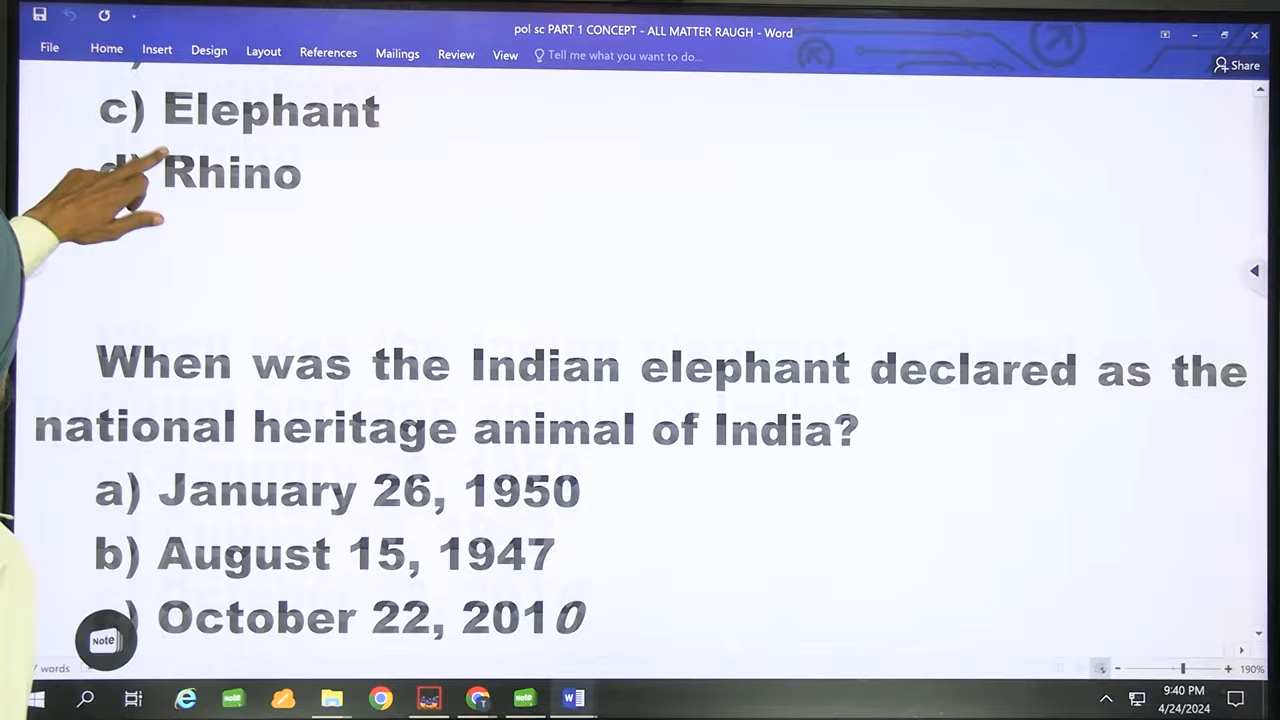 pol sc PART 1 CONCEPT - ALL MATTER RAUGH - Word
File Home Insert Design Layout References Mailings Review View Tell me what you want to do... Share
c) Elephant
d) Rhino
When was the Indian elephant declared as the
national heritage animal of India?
a) January 26, 1950
b) August 15, 1947
) October 22, 2010
Note
words 190%
Note Note
9:40 PM
4/24/2024